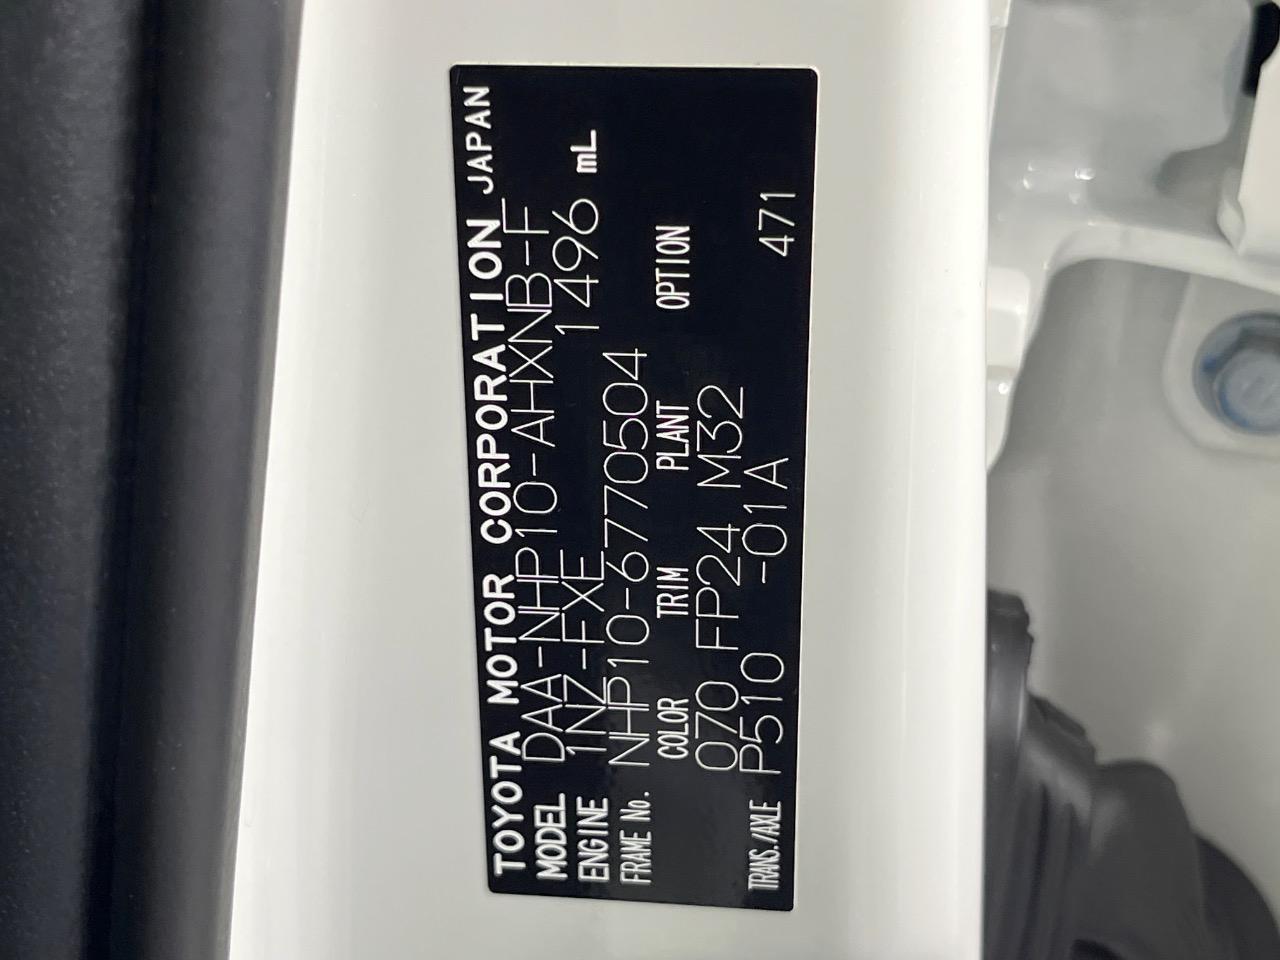 TOYOTA MOTOR CORPORATION JAPAN
MODEL DAA-NHP10-AHXNB-F
ENGINE 1NZ-FXE 1496 mL
FRAME No. NHP10-6770504
COLOR TRIM PLANT OPTION
070 FP24 M32
TRANS./AXLE P510 -01A 471